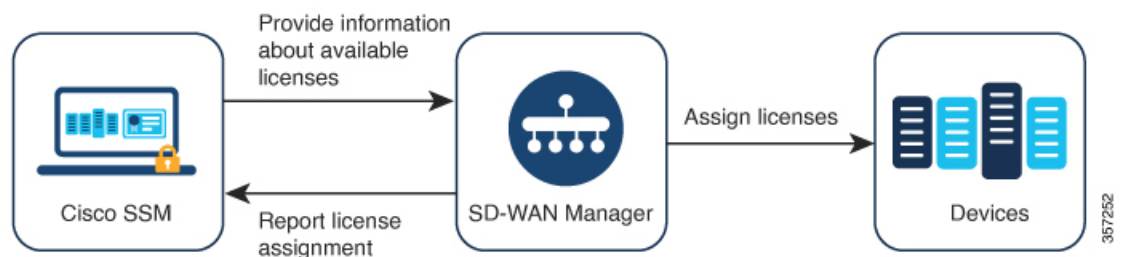 Provide information
about available
licenses
Assign licenses
Cisco SSM
SD-WAN Manager
Devices
Report license
assignment
357252